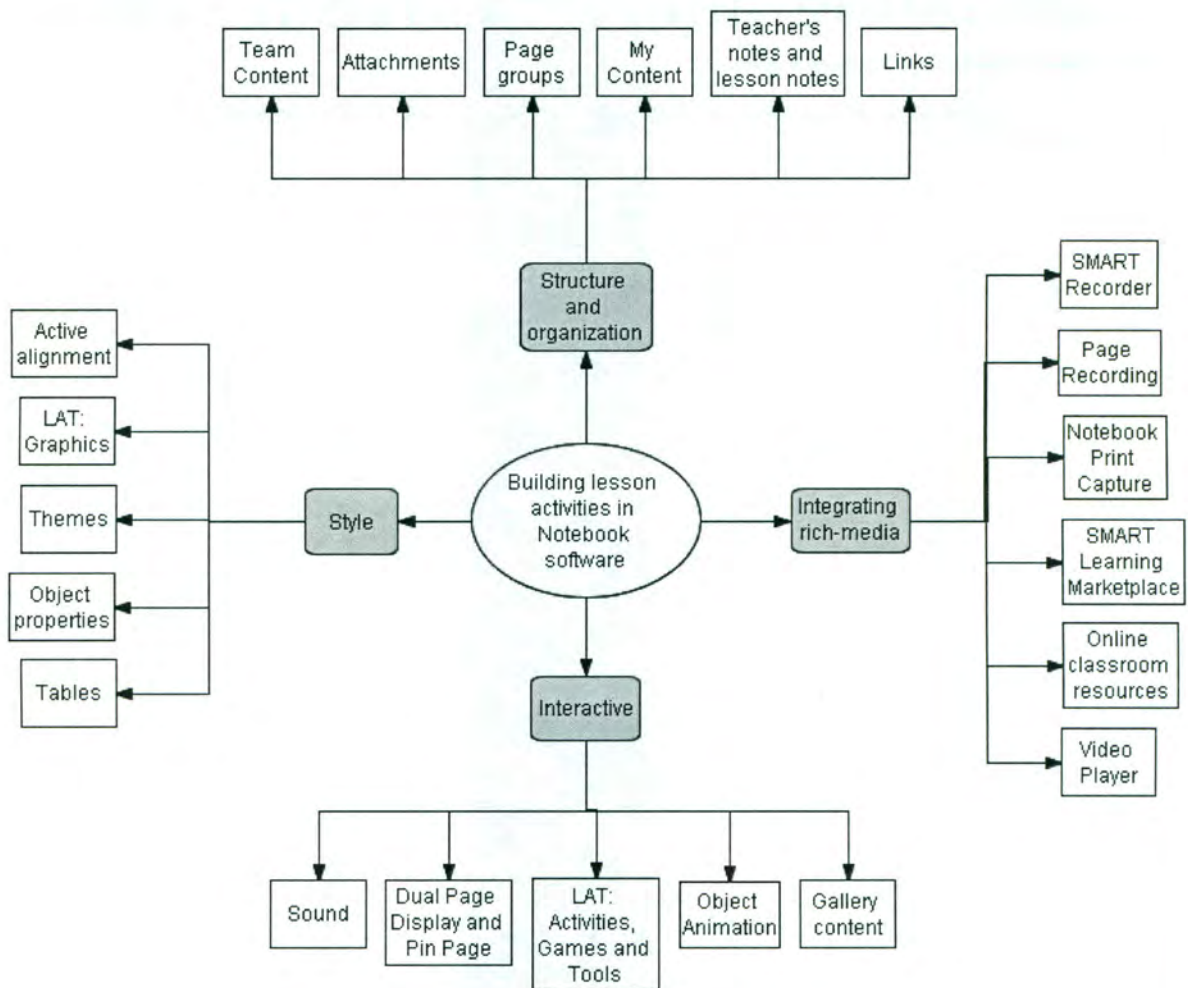 Team
Content
Attachments
Page
groups
My
Content
Teacher's
notes and
lesson notes
Links
Structure
and
organization
SMART
Recorder
Page
Recording
Notebook
Print
Capture
SMART
Learning
Marketplace
Online
classroom
resources
Video
Player
Integrating
rich-media
Building lesson
activities in
Notebook
software
Style
Active
alignment
LAT:
Graphics
Themes
Object
properties
Tables
Interactive
Sound
Dual Page
Display and
Pin Page
LAT:
Activities,
Games and
Tools
Object
Animation
Gallery
content